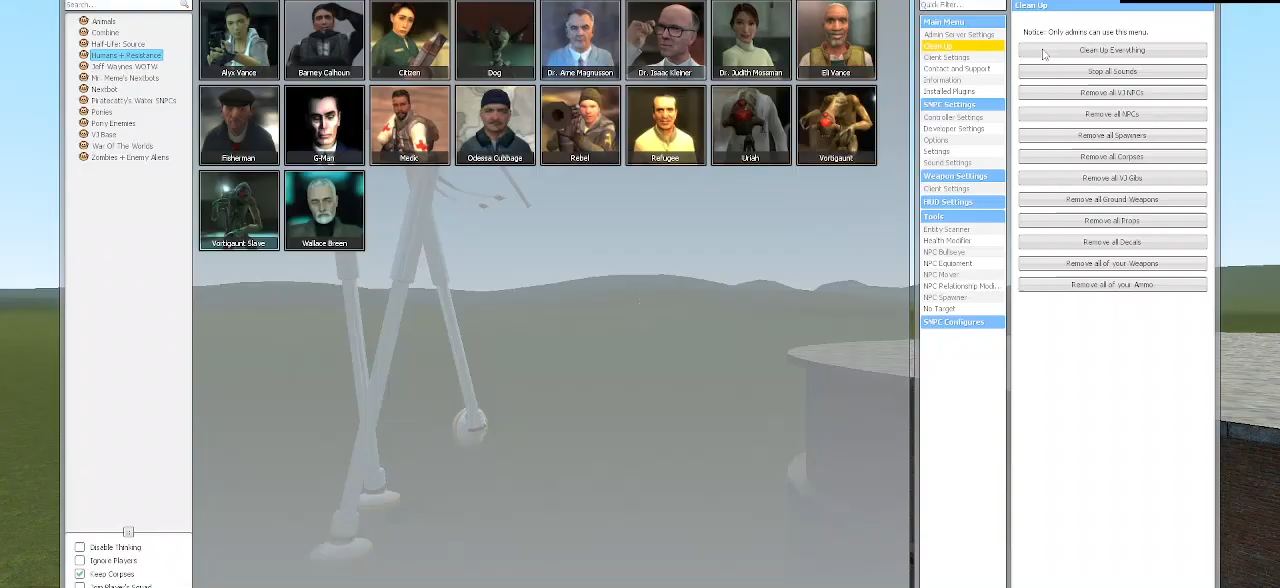 Search...
Animals
Combine
Half-Life: Source
Humans + Resistance
Jeff Waynes WOTW
Mr. Meme's Nextbots
Nextbot
Piratecatty's Water SNPCs
Ponies
Pony Enemies
VJ Base
War Of The Worlds
Zombies + Enemy Aliens
Disable Thinking
Ignore Players
Keep Corpses
Join Player's Squad
Alyx Vance
Barney Calhoun
Citizen
Dog
Dr. Arne Magnusson
Dr. Isaac Kleiner
Dr. Judith Mossman
Eli Vance
Fisherman
G-Man
Medic
Odessa Cubbage
Rebel
Refugee
Uriah
Vortigaunt
Vortigaunt Slave
Wallace Breen
Quick Filter...
Main Menu
Admin Server Settings
Clean Up
Client Settings
Contact and Support
Information
Installed Plugins
SNPC Settings
Controller Settings
Developer Settings
Options
Settings
Sound Settings
Weapon Settings
Client Settings
HUD Settings
Tools
Entity Scanner
Health Modifier
NPC Bullseye
NPC Equipment
NPC Mover
NPC Relationship Modi...
NPC Spawner
No Target
SNPC Configures
Clean Up
Notice: Only admins can use this menu.
Clean Up Everything
Stop all Sounds
Remove all VJ NPCs
Remove all NPCs
Remove all Spawners
Remove all Corpses
Remove all VJ Gibs
Remove all Ground Weapons
Remove all Props
Remove all Decals
Remove all of your Weapons
Remove all of your Ammo